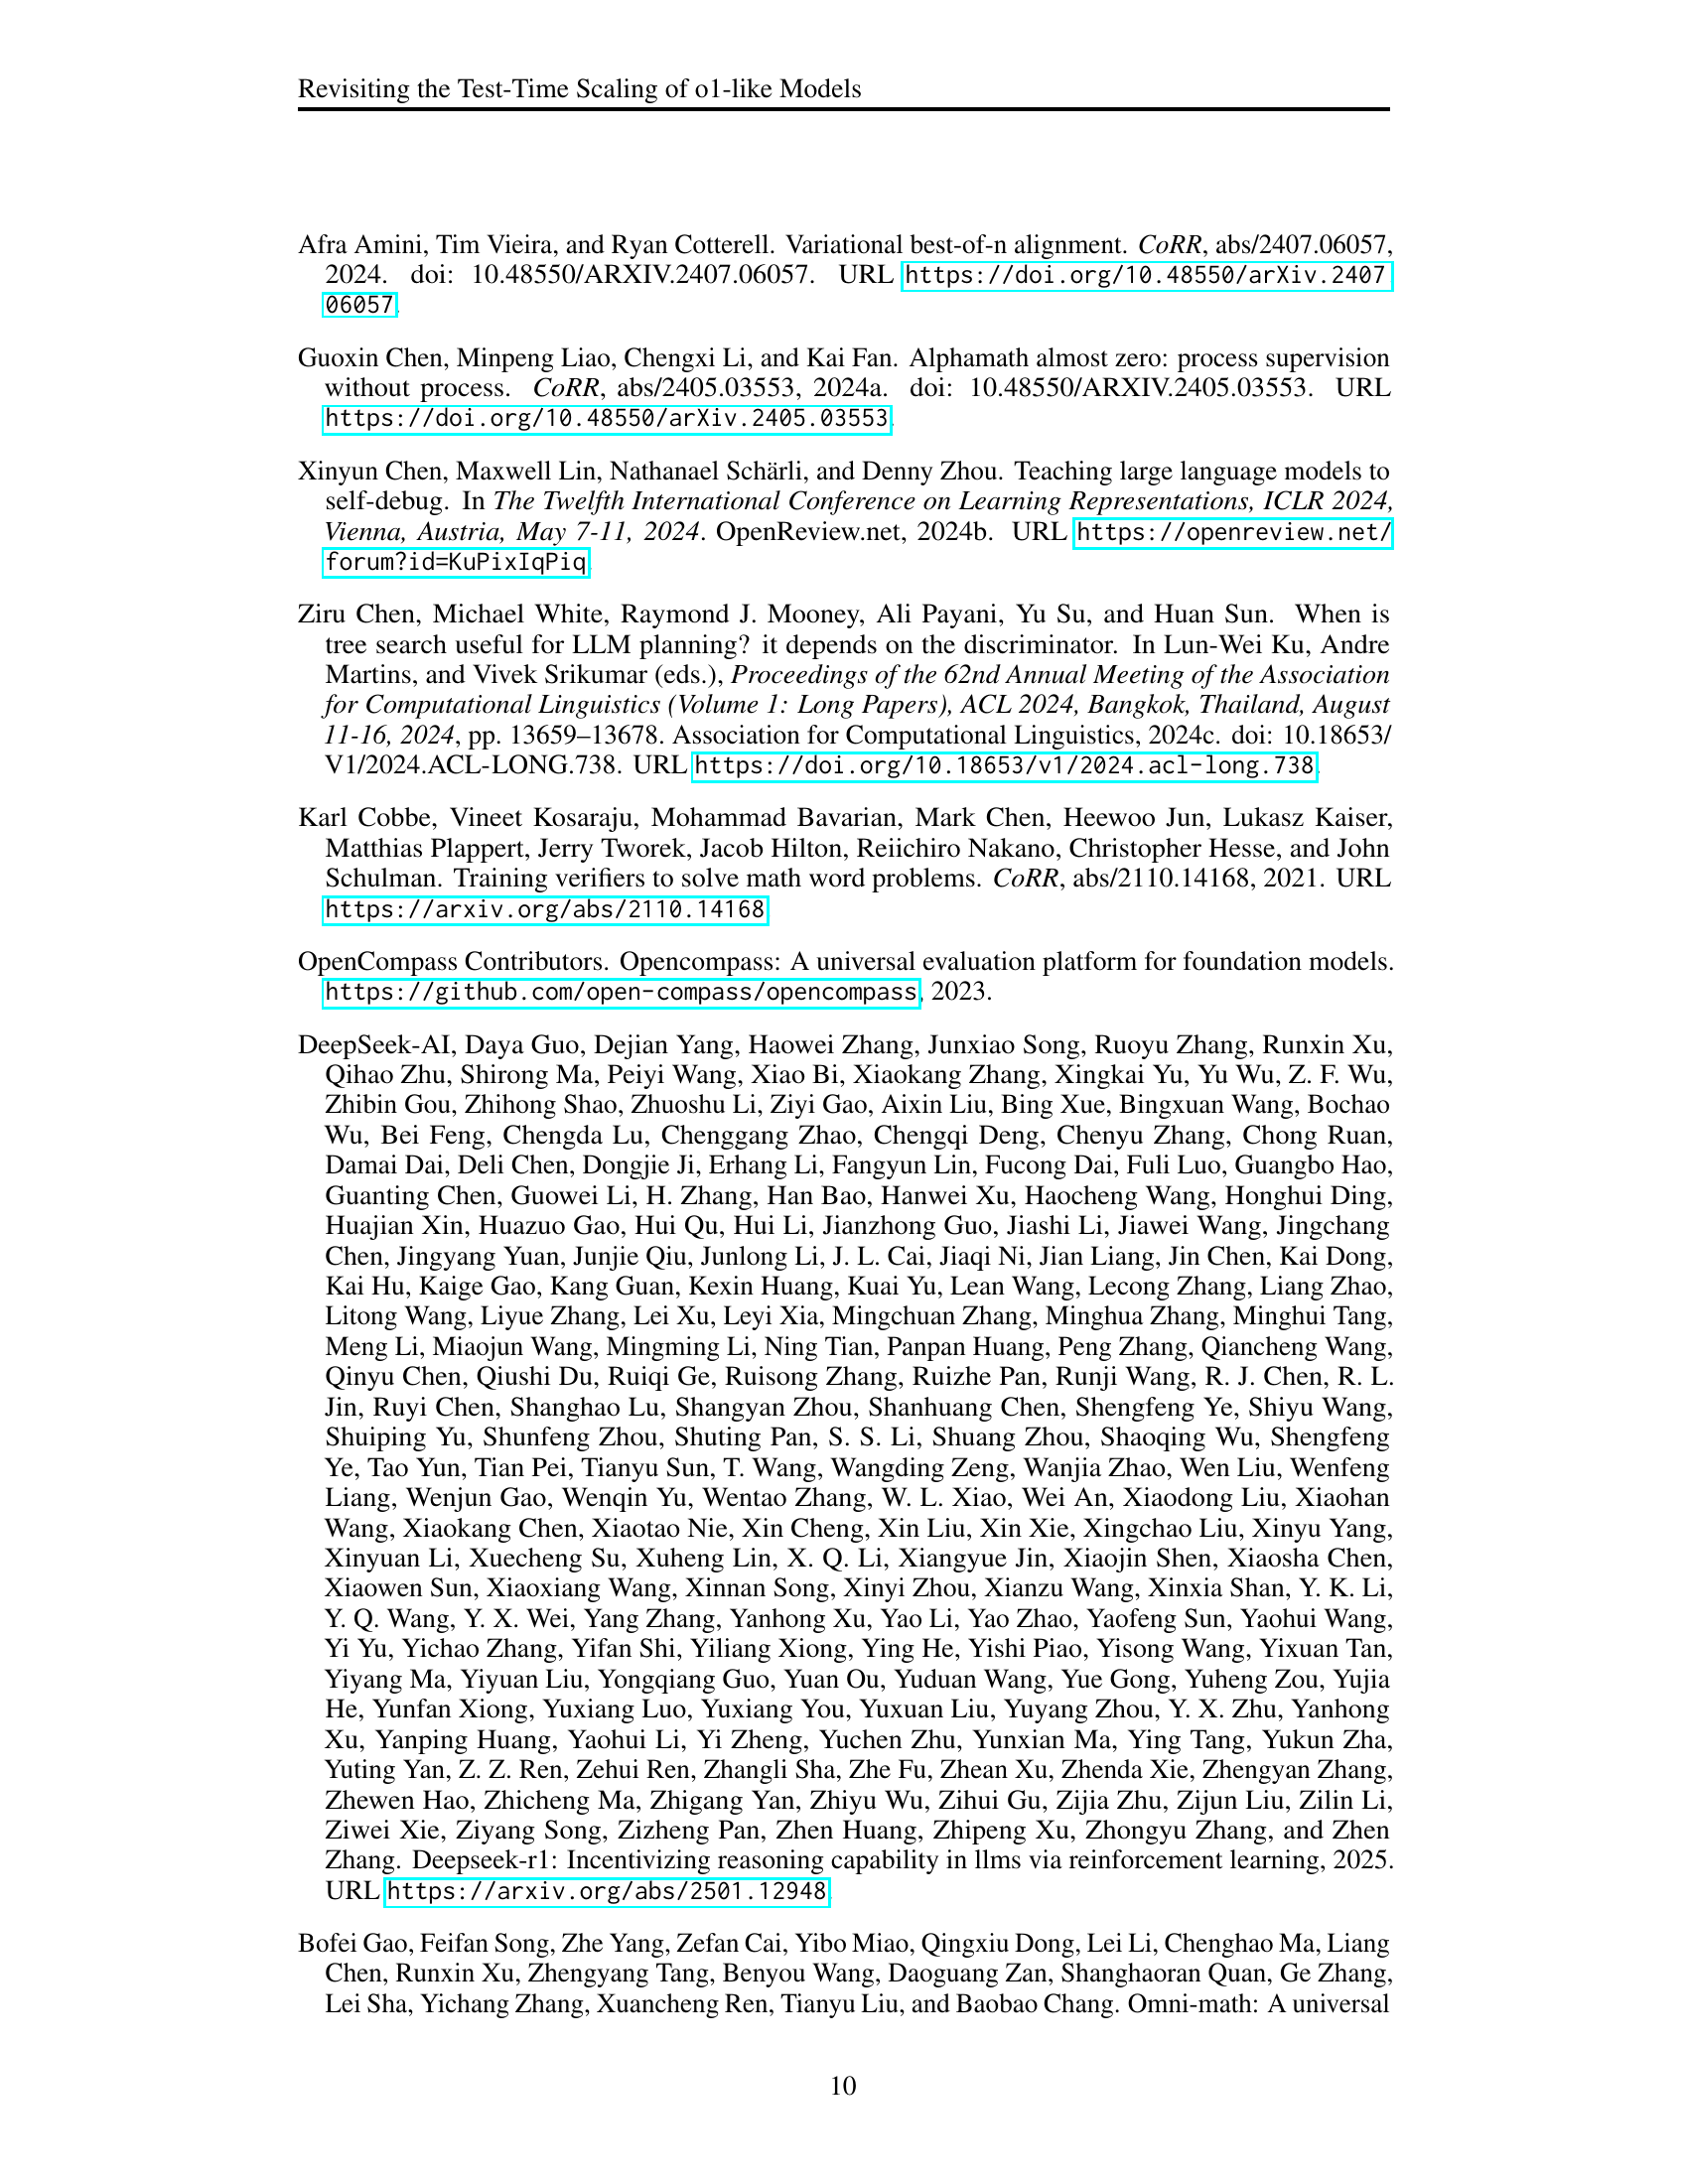 Revisiting the Test-Time Scaling of o1-like Models
Afra Amini, Tim Vieira, and Ryan Cotterell. Variational best-of-n alignment. CoRR, abs/2407.06057,
2024. doi: 10.48550/ARXIV.2407.06057. URL https://doi.org/10.48550/arXiv.2407
06057.
Guoxin Chen, Minpeng Liao, Chengxi Li, and Kai Fan. Alphamath almost zero: process supervision
without process. CoRR, abs/2405.03553, 2024a. doi: 10.48550/ARXIV.2405.03553. URL
https://doi.org/10.48550/arXiv.2405.03553.
Xinyun Chen, Maxwell Lin, Nathanael Schärli, and Denny Zhou. Teaching large language models to
self-debug. In The Twelfth International Conference on Learning Representations, ICLR 2024,
Vienna, Austria, May 7-11, 2024. OpenReview.net, 2024b. URL https://openreview.net/
forum?id=KuPixIqPiq.
Ziru Chen, Michael White, Raymond J. Mooney, Ali Payani, Yu Su, and Huan Sun. When is
tree search useful for LLM planning? it depends on the discriminator. In Lun-Wei Ku, Andre
Martins, and Vivek Srikumar (eds.), Proceedings of the 62nd Annual Meeting of the Association
for Computational Linguistics (Volume 1: Long Papers), ACL 2024, Bangkok, Thailand, August
11-16, 2024, pp. 13659–13678. Association for Computational Linguistics, 2024c. doi: 10.18653/
V1/2024.ACL-LONG.738. URL https://doi.org/10.18653/v1/2024.acl-long.738.
Karl Cobbe, Vineet Kosaraju, Mohammad Bavarian, Mark Chen, Heewoo Jun, Lukasz Kaiser,
Matthias Plappert, Jerry Tworek, Jacob Hilton, Reiichiro Nakano, Christopher Hesse, and John
Schulman. Training verifiers to solve math word problems. CoRR, abs/2110.14168, 2021. URL
https://arxiv.org/abs/2110.14168.
OpenCompass Contributors. Opencompass: A universal evaluation platform for foundation models.
https://github.com/open-compass/opencompass, 2023.
DeepSeek-AI, Daya Guo, Dejian Yang, Haowei Zhang, Junxiao Song, Ruoyu Zhang, Runxin Xu,
Qihao Zhu, Shirong Ma, Peiyi Wang, Xiao Bi, Xiaokang Zhang, Xingkai Yu, Yu Wu, Z. F. Wu,
Zhibin Gou, Zhihong Shao, Zhuoshu Li, Ziyi Gao, Aixin Liu, Bing Xue, Bingxuan Wang, Bochao
Wu, Bei Feng, Chengda Lu, Chenggang Zhao, Chengqi Deng, Chenyu Zhang, Chong Ruan,
Damai Dai, Deli Chen, Dongjie Ji, Erhang Li, Fangyun Lin, Fucong Dai, Fuli Luo, Guangbo Hao,
Guanting Chen, Guowei Li, H. Zhang, Han Bao, Hanwei Xu, Haocheng Wang, Honghui Ding,
Huajian Xin, Huazuo Gao, Hui Qu, Hui Li, Jianzhong Guo, Jiashi Li, Jiawei Wang, Jingchang
Chen, Jingyang Yuan, Junjie Qiu, Junlong Li, J. L. Cai, Jiaqi Ni, Jian Liang, Jin Chen, Kai Dong,
Kai Hu, Kaige Gao, Kang Guan, Kexin Huang, Kuai Yu, Lean Wang, Lecong Zhang, Liang Zhao,
Litong Wang, Liyue Zhang, Lei Xu, Leyi Xia, Mingchuan Zhang, Minghua Zhang, Minghui Tang,
Meng Li, Miaojun Wang, Mingming Li, Ning Tian, Panpan Huang, Peng Zhang, Qiancheng Wang,
Qinyu Chen, Qiushi Du, Ruiqi Ge, Ruisong Zhang, Ruizhe Pan, Runji Wang, R. J. Chen, R. L.
Jin, Ruyi Chen, Shanghao Lu, Shangyan Zhou, Shanhuang Chen, Shengfeng Ye, Shiyu Wang,
Shuiping Yu, Shunfeng Zhou, Shuting Pan, S. S. Li, Shuang Zhou, Shaoqing Wu, Shengfeng
Ye, Tao Yun, Tian Pei, Tianyu Sun, T. Wang, Wangding Zeng, Wanjia Zhao, Wen Liu, Wenfeng
Liang, Wenjun Gao, Wenqin Yu, Wentao Zhang, W. L. Xiao, Wei An, Xiaodong Liu, Xiaohan
Wang, Xiaokang Chen, Xiaotao Nie, Xin Cheng, Xin Liu, Xin Xie, Xingchao Liu, Xinyu Yang,
Xinyuan Li, Xuecheng Su, Xuheng Lin, X. Q. Li, Xiangyue Jin, Xiaojin Shen, Xiaosha Chen,
Xiaowen Sun, Xiaoxiang Wang, Xinnan Song, Xinyi Zhou, Xianzu Wang, Xinxia Shan, Y. K. Li,
Y. Q. Wang, Y. X. Wei, Yang Zhang, Yanhong Xu, Yao Li, Yao Zhao, Yaofeng Sun, Yaohui Wang,
Yi Yu, Yichao Zhang, Yifan Shi, Yiliang Xiong, Ying He, Yishi Piao, Yisong Wang, Yixuan Tan,
Yiyang Ma, Yiyuan Liu, Yongqiang Guo, Yuan Ou, Yuduan Wang, Yue Gong, Yuheng Zou, Yujia
He, Yunfan Xiong, Yuxiang Luo, Yuxiang You, Yuxuan Liu, Yuyang Zhou, Y. X. Zhu, Yanhong
Xu, Yanping Huang, Yaohui Li, Yi Zheng, Yuchen Zhu, Yunxian Ma, Ying Tang, Yukun Zha,
Yuting Yan, Z. Z. Ren, Zehui Ren, Zhangli Sha, Zhe Fu, Zhean Xu, Zhenda Xie, Zhengyan Zhang,
Zhewen Hao, Zhicheng Ma, Zhigang Yan, Zhiyu Wu, Zihui Gu, Zijia Zhu, Zijun Liu, Zilin Li,
Ziwei Xie, Ziyang Song, Zizheng Pan, Zhen Huang, Zhipeng Xu, Zhongyu Zhang, and Zhen
Zhang. Deepseek-r1: Incentivizing reasoning capability in llms via reinforcement learning, 2025.
URL https://arxiv.org/abs/2501.12948.
Bofei Gao, Feifan Song, Zhe Yang, Zefan Cai, Yibo Miao, Qingxiu Dong, Lei Li, Chenghao Ma, Liang
Chen, Runxin Xu, Zhengyang Tang, Benyou Wang, Daoguang Zan, Shanghaoran Quan, Ge Zhang,
Lei Sha, Yichang Zhang, Xuancheng Ren, Tianyu Liu, and Baobao Chang. Omni-math: A universal
10